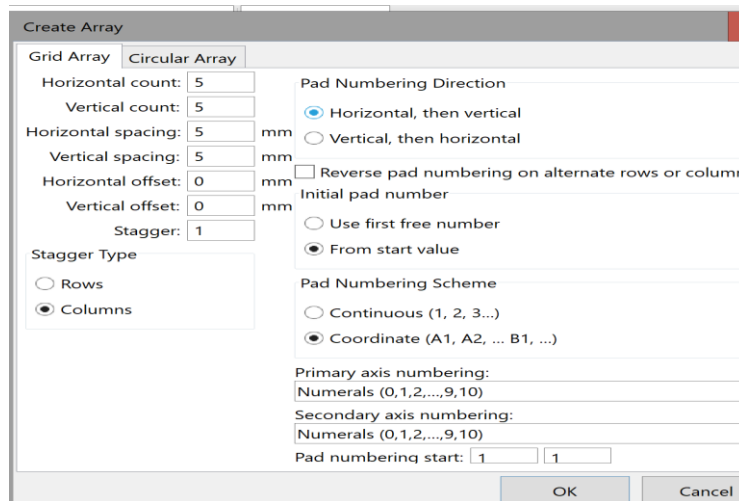 Create Array
Grid Array
Circular Array
Horizontal count: 5
Vertical count: 5
Horizontal spacing: 5 mm
Vertical spacing: 5 mm
Horizontal offset: 0 mm
Vertical offset: 0 mm
Stagger: 1
Stagger Type
Rows
Columns
Pad Numbering Direction
Horizontal, then vertical
Vertical, then horizontal
Reverse pad numbering on alternate rows or colum
Initial pad number
Use first free number
From start value
Pad Numbering Scheme
Continuous (1, 2, 3...)
Coordinate (A1, A2, ... B1, ...)
Primary axis numbering:
Numerals (0,1,2,...,9,10)
Secondary axis numbering:
Numerals (0,1,2,...,9,10)
Pad numbering start: 1 1
OK
Cancel